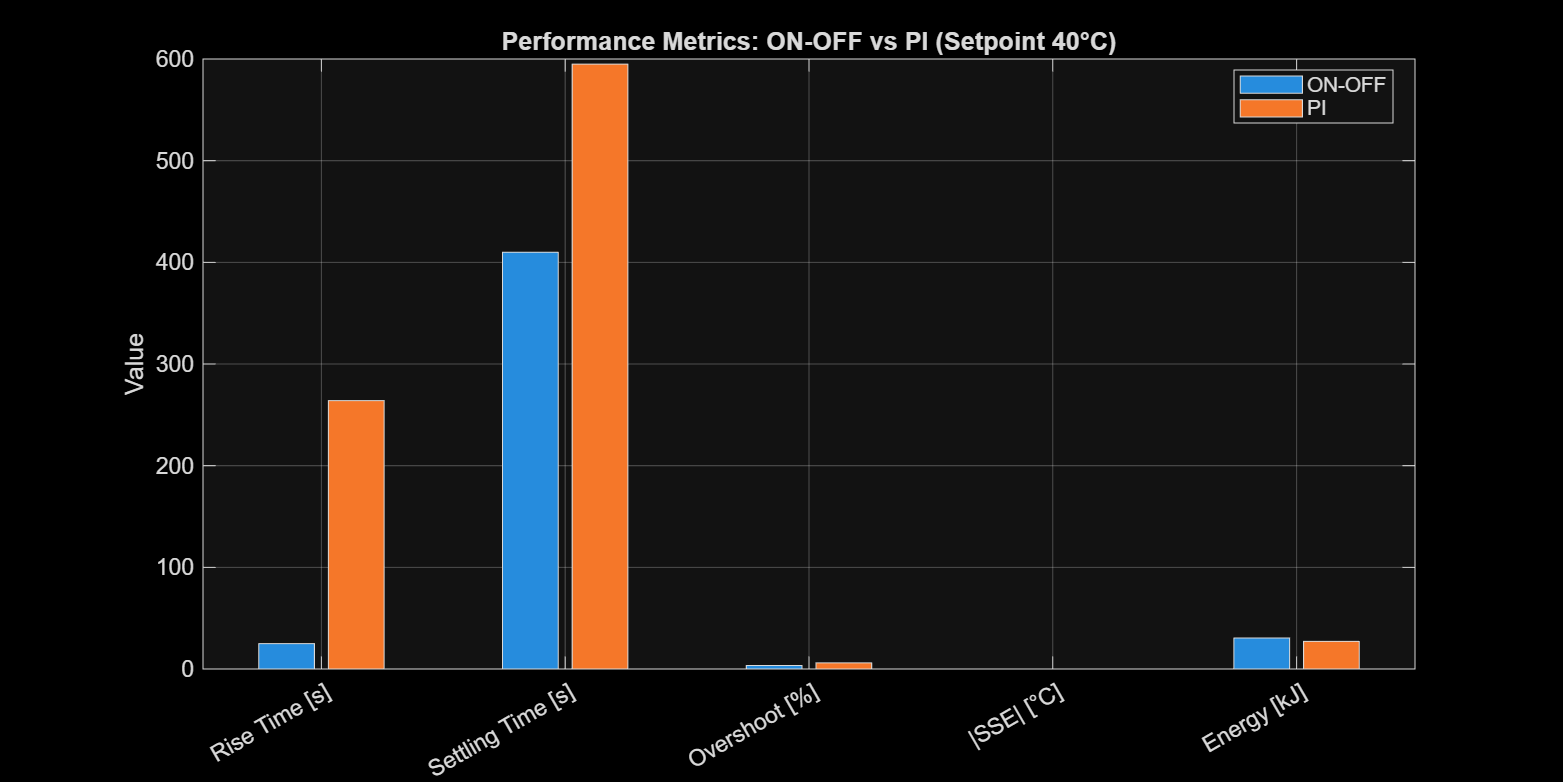 Performance Metrics: ON-OFF vs PI (Setpoint 40°C)
ON-OFF
PI
Value
600
500
400
300
200
100
0
Rise Time [s]
Settling Time [s]
Overshoot [%]
|SSE| [°C]
Energy [kJ]